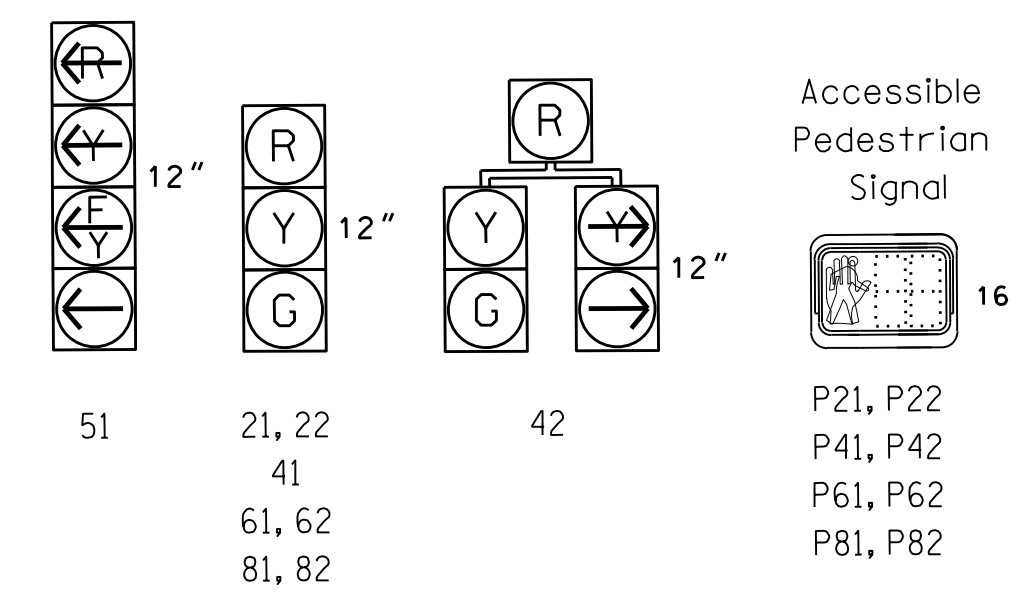 R
Y
F
Y
12"
51
R
Y
G
12"
21, 22
41
61, 62
81, 82
R
Y
Y
G
12"
42
Accessible
Pedestrian
Signal
16
P21, P22
P41, P42
P61, P62
P81, P82